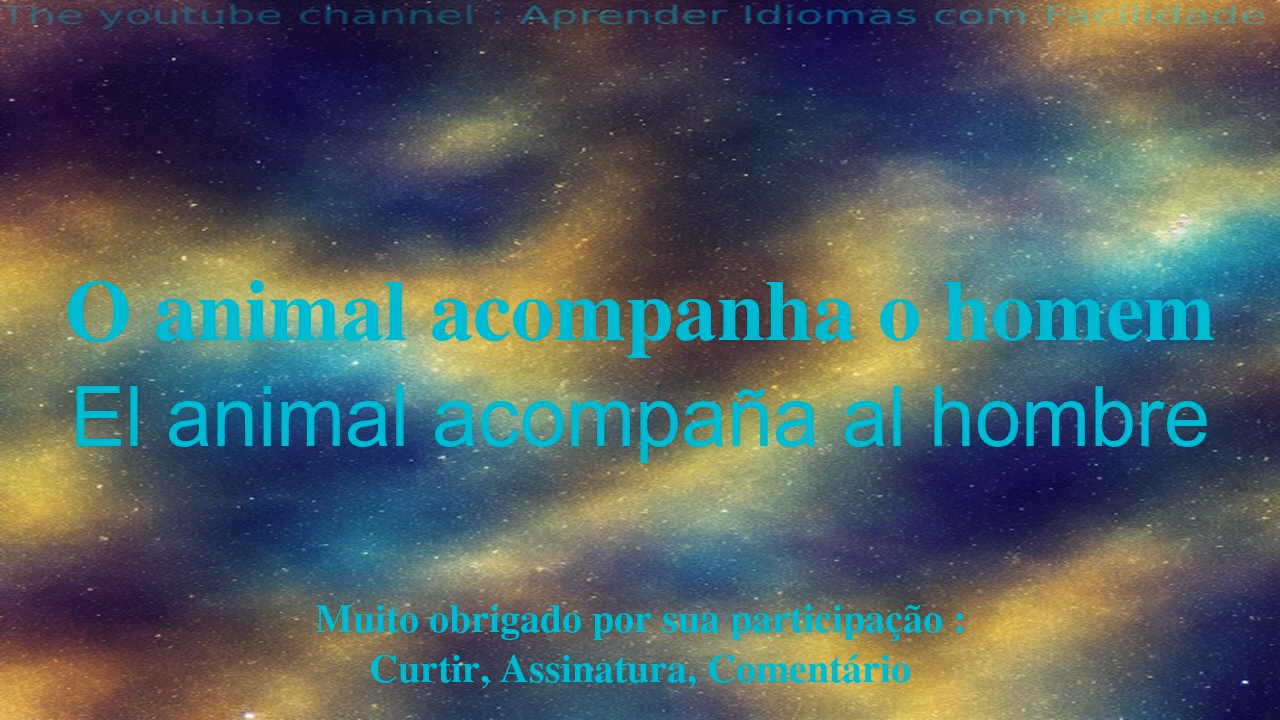 The youtube channel : Aprender Idiomas com Facilidade
O animal acompanha o homem
El animal acompaña al hombre
Muito obrigado por sua participação :
Curtir, Assinatura, Comentário